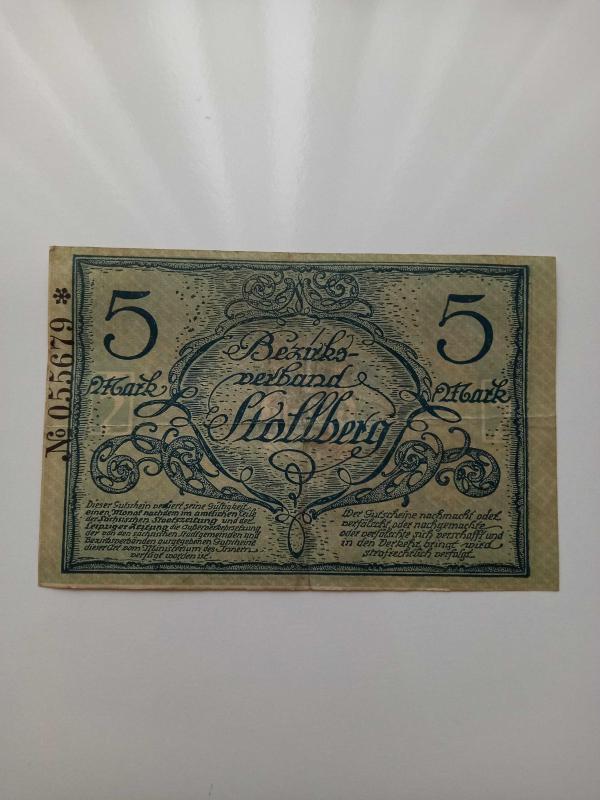 № 055679 *
5
Mark
5
Mark
Bezirks-
verband
Stollberg
Dieser Gutschein verliert seine Gültigkeit
einen Monat nachdem im amtlichen Teile
der Sächsischen Staatszeitung und der
Leipziger Zeitung die Außerverkehrsetzung
der von den sächsischen Stadtgemeinden und
Bezirksverbänden ausgegebenen Gutscheine
dieser Art vom Ministerium des Innern
verfügt worden ist.
Wer Gutscheine nachmacht oder
verfälscht, oder nachgemachte
oder verfälschte sich verschafft und
in den Verkehr bringt, wird
strafrechtlich verfolgt.